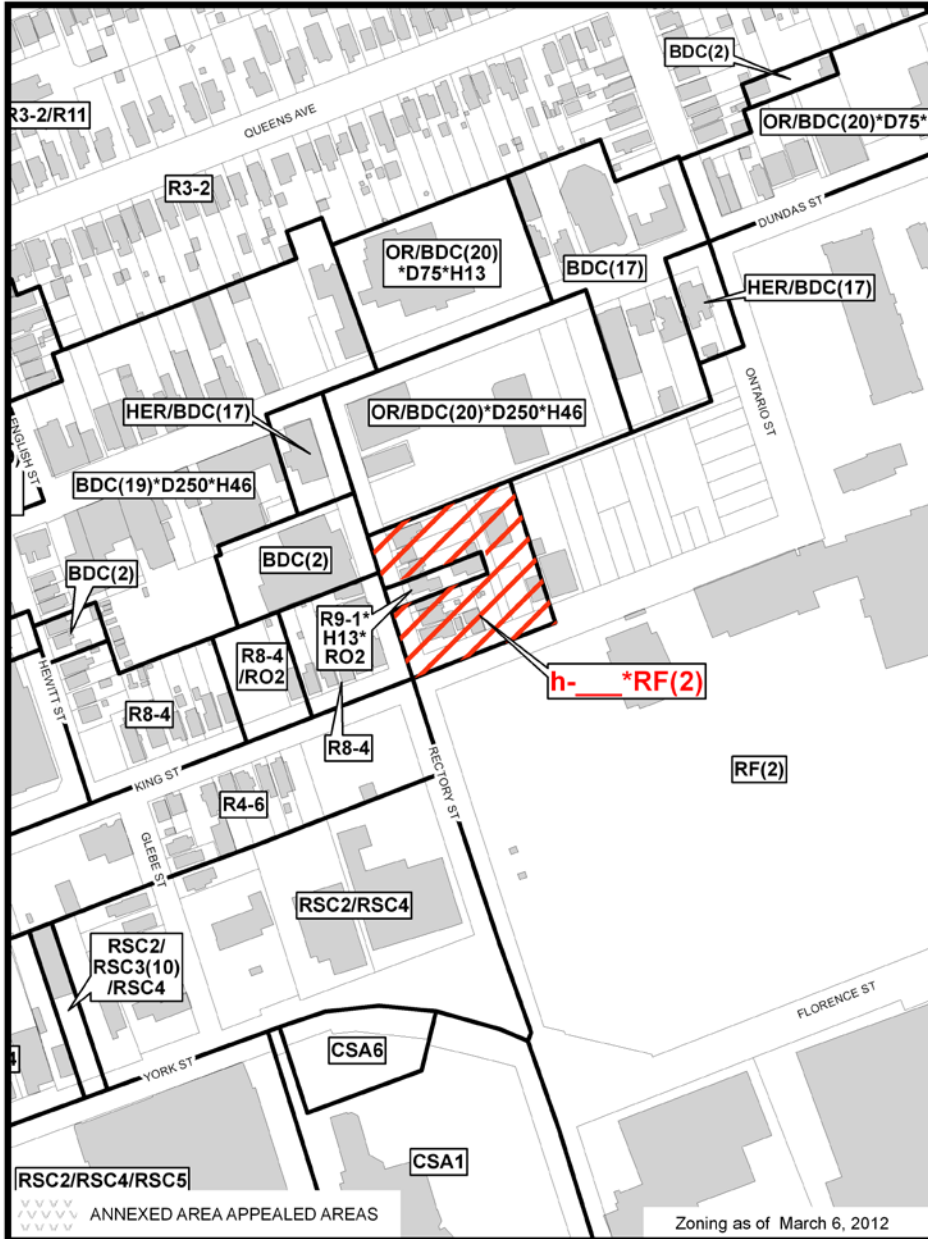 BDC(2)
R3-2/R11
QUEENS AVE
OR/BDC(20)*D75*
R3-2
DUNDAS ST
OR/BDC(20)
*D75*H13
BDC(17)
HER/BDC(17)
ONTARIO ST
HER/BDC(17)
OR/BDC(20)*D250*H46
ENGLISH ST
BDC(19)*D250*H46
BDC(2)
BDC(2)
R9-1*
H13*
RO2
R8-4
/RO2
h-___*RF(2)
HEWITT ST
R8-4
R8-4
KING ST
RECTORY ST
RF(2)
R4-6
GLEBE ST
RSC2/RSC4
RSC2/
RSC3(10)
/RSC4
FLORENCE ST
4
YORK ST
CSA6
CSA1
RSC2/RSC4/RSC5
ANNEXED AREA APPEALED AREAS
Zoning as of March 6, 2012